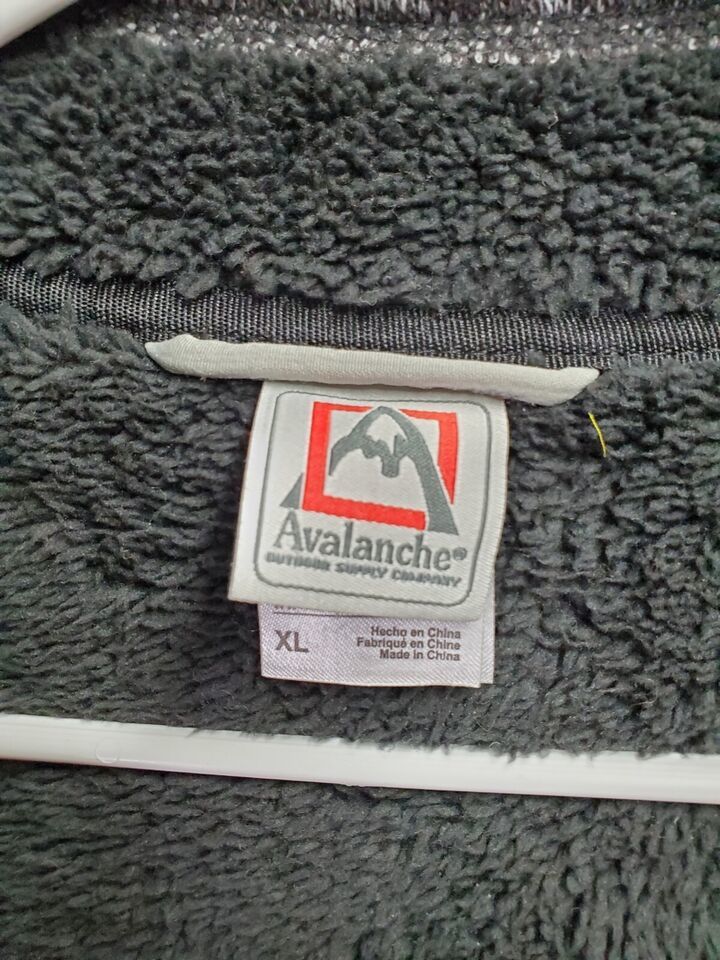 Avalanche®
OUTDOOR SUPPLY COMPANY
XL
Hecho en China
Fabriqué en Chine
Made in China